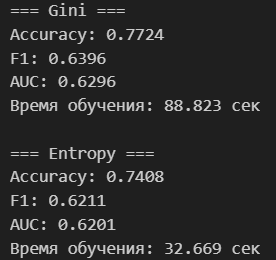 === Gini ===
Accuracy: 0.7724
F1: 0.6396
AUC: 0.6296
Время обучения: 88.823 сек
=== Entropy ===
Accuracy: 0.7408
F1: 0.6211
AUC: 0.6201
Время обучения: 32.669 сек